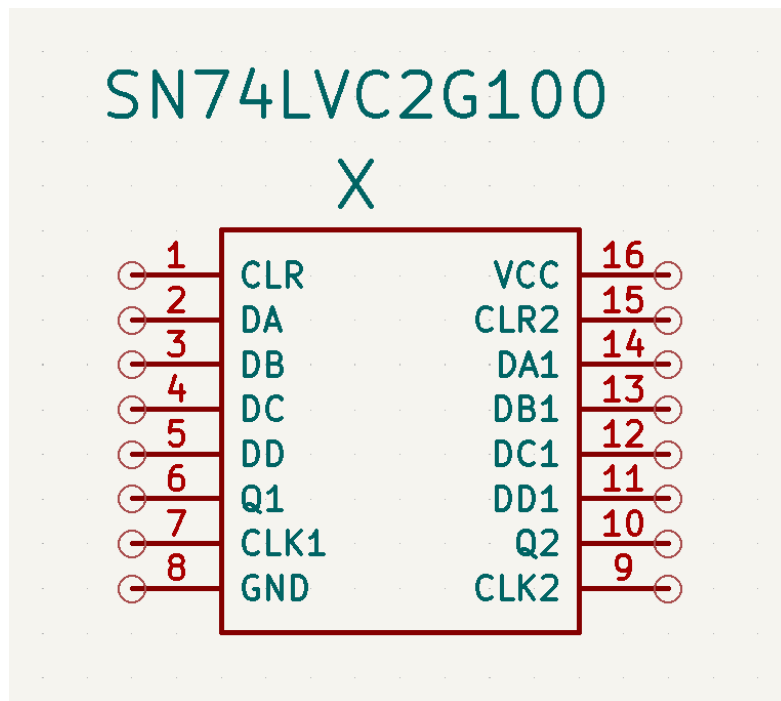 SN74LVC2G100
X
1 CLR VCC 16
2 DA CLR2 15
3 DB DA1 14
4 DC DB1 13
5 DD DC1 12
6 Q1 DD1 11
7 CLK1 Q2 10
8 GND CLK2 9